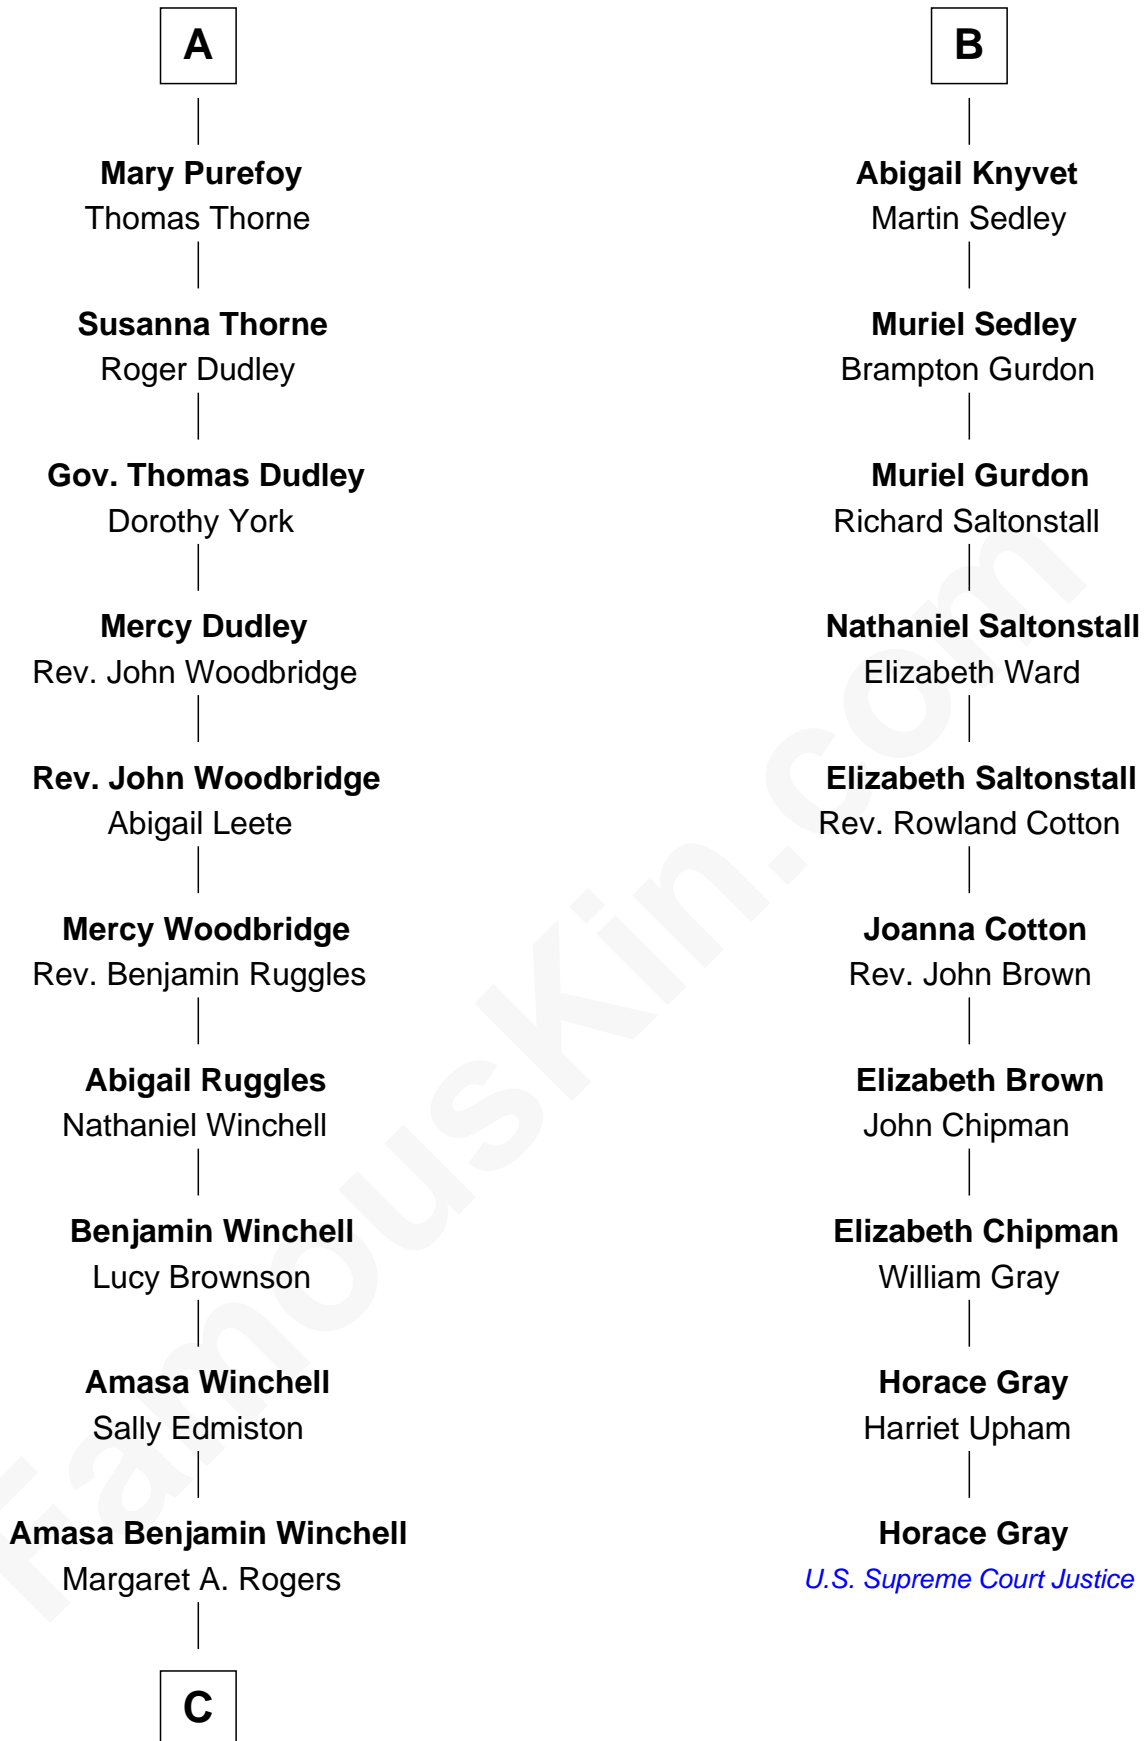 A
Mary Purefoy
Thomas Thorne
Susanna Thorne
Roger Dudley
Gov. Thomas Dudley
Dorothy York
Mercy Dudley
Rev. John Woodbridge
Rev. John Woodbridge
Abigail Leete
Mercy Woodbridge
Rev. Benjamin Ruggles
Abigail Ruggles
Nathaniel Winchell
Benjamin Winchell
Lucy Brownson
Amasa Winchell
Sally Edmiston
Amasa Benjamin Winchell
Margaret A. Rogers
C
B
Abigail Knyvet
Martin Sedley
Muriel Sedley
Brampton Gurdon
Muriel Gurdon
Richard Saltonstall
Nathaniel Saltonstall
Elizabeth Ward
Elizabeth Saltonstall
Rev. Rowland Cotton
Joanna Cotton
Rev. John Brown
Elizabeth Brown
John Chipman
Elizabeth Chipman
William Gray
Horace Gray
Harriet Upham
Horace Gray
U.S. Supreme Court Justice
FamousKin.com